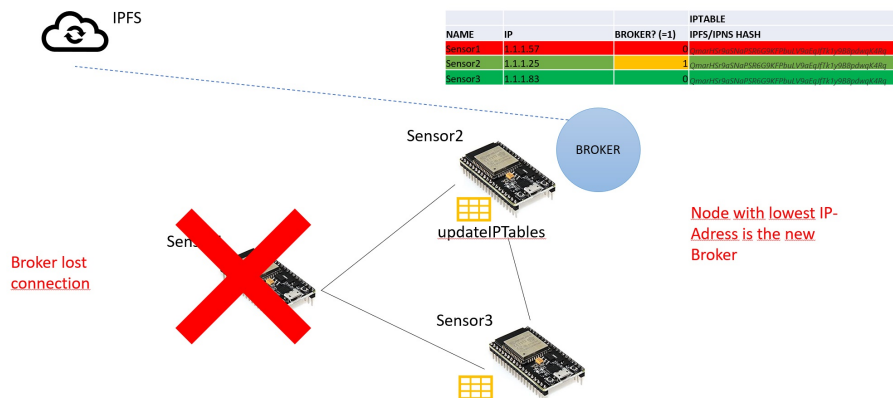 IPFS
IPTABLE
NAME IP BROKER? (=1) IPFS/IPNS HASH
Sensor1 1.1.1.57 0
Sensor2 1.1.1.25 1
Sensor3 1.1.1.83 0
BROKER
Sensor2
updateIPTables
Node with lowest IP-
Adress is the new
Broker
Broker lost
connection
Sensor3